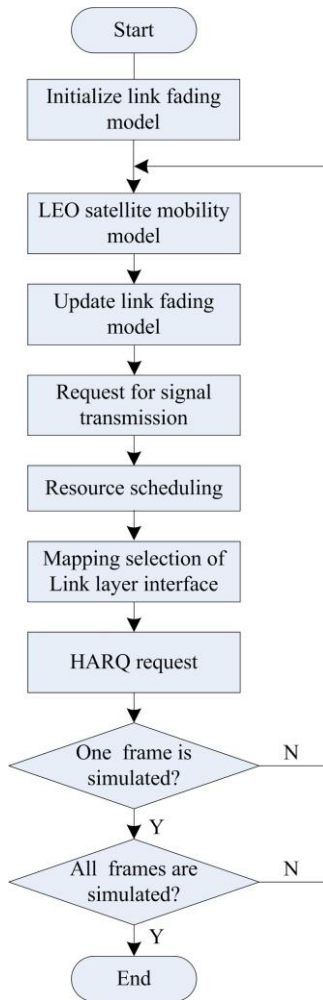 Start
Initialize link fading
model
LEO satellite mobility
model
Update link fading
model
Request for signal
transmission
Resource scheduling
Mapping selection of
Link layer interface
HARQ request
One frame is
simulated?
N
Y
All frames are
simulated?
N
Y
End